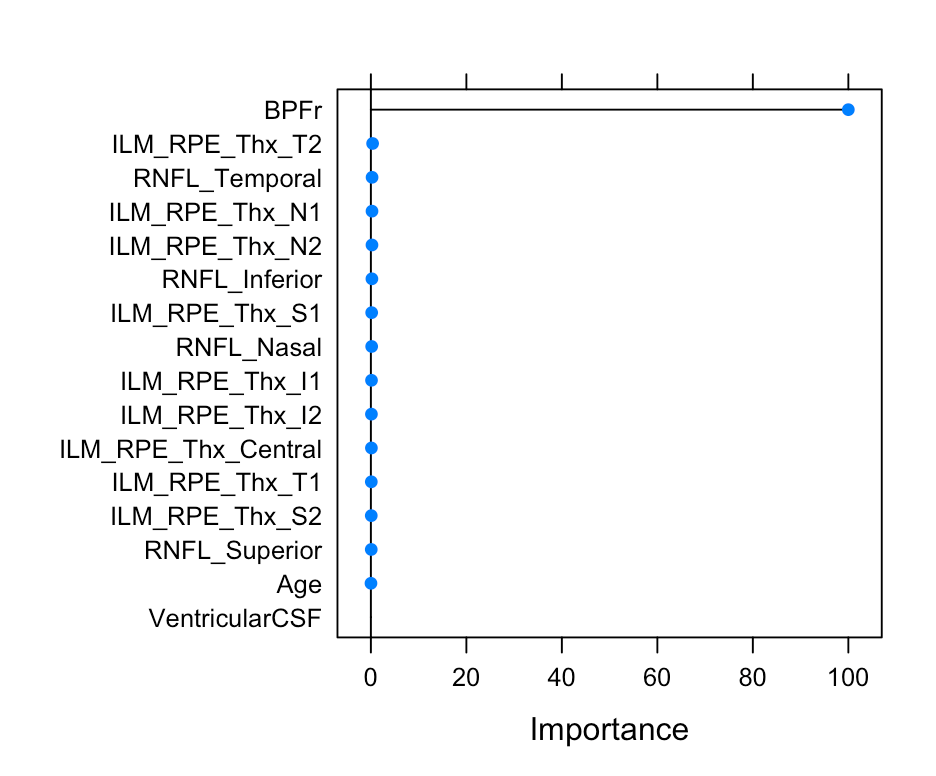 BPFr
ILM_RPE_Thx_T2
RNFL_Temporal
ILM_RPE_Thx_N1
ILM_RPE_Thx_N2
RNFL_Inferior
ILM_RPE_Thx_S1
RNFL_Nasal
ILM_RPE_Thx_I1
ILM_RPE_Thx_I2
ILM_RPE_Thx_Central
ILM_RPE_Thx_T1
ILM_RPE_Thx_S2
RNFL_Superior
Age
VentricularCSF
0 20 40 60 80 100
Importance